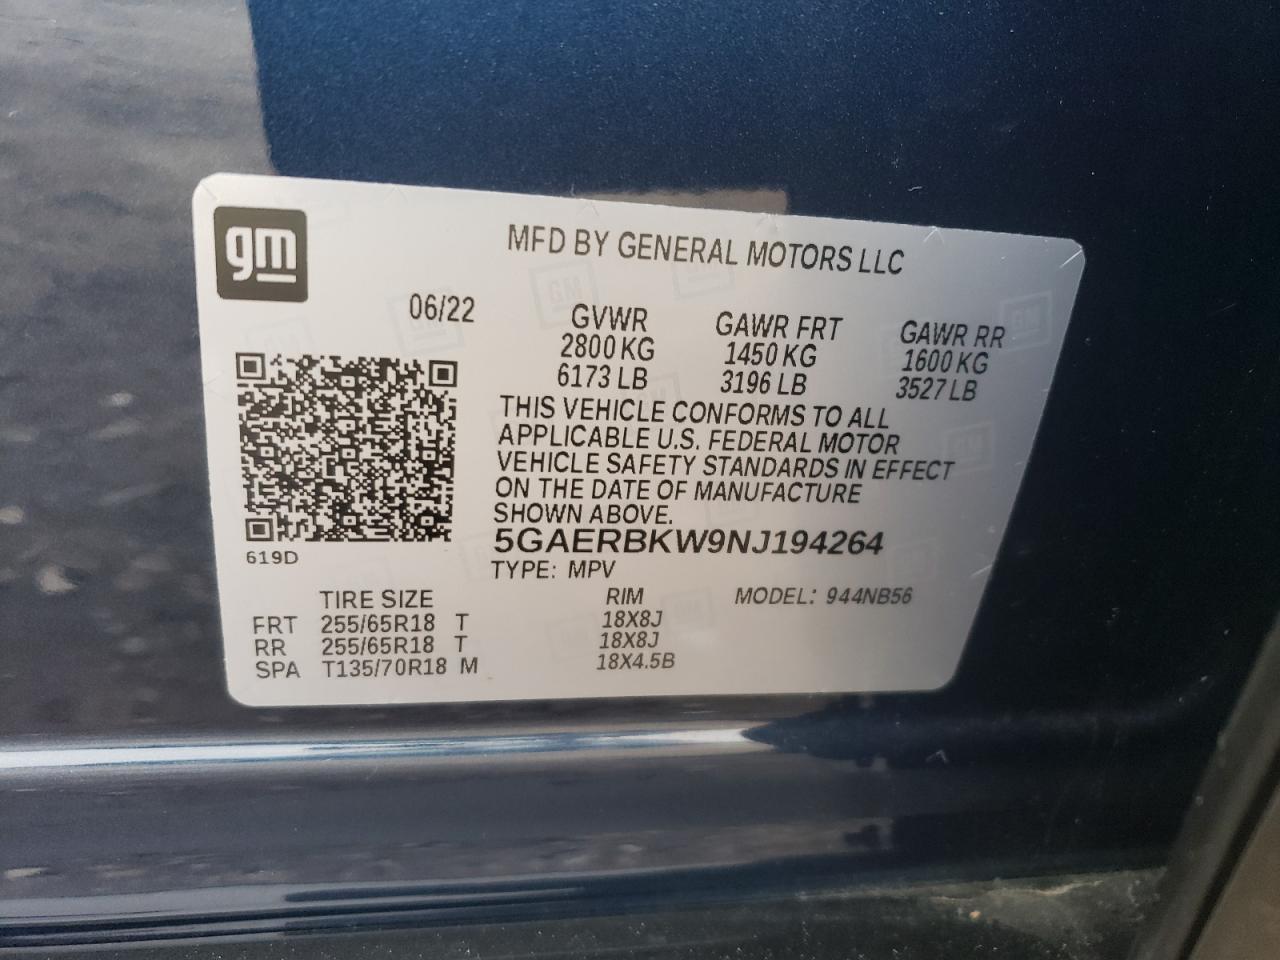 gm
MFD BY GENERAL MOTORS LLC
06/22 GVWR GAWR FRT GAWR RR
2800 KG 1450 KG 1600 KG
6173 LB 3196 LB 3527 LB
THIS VEHICLE CONFORMS TO ALL
APPLICABLE U.S. FEDERAL MOTOR
VEHICLE SAFETY STANDARDS IN EFFECT
ON THE DATE OF MANUFACTURE
SHOWN ABOVE.
5GAERBKW9NJ194264
619D
TYPE: MPV
TIRE SIZE RIM MODEL: 944NB56
FRT 255/65R18 T 18X8J
RR 255/65R18 T 18X8J
SPA T135/70R18 M 18X4.5B